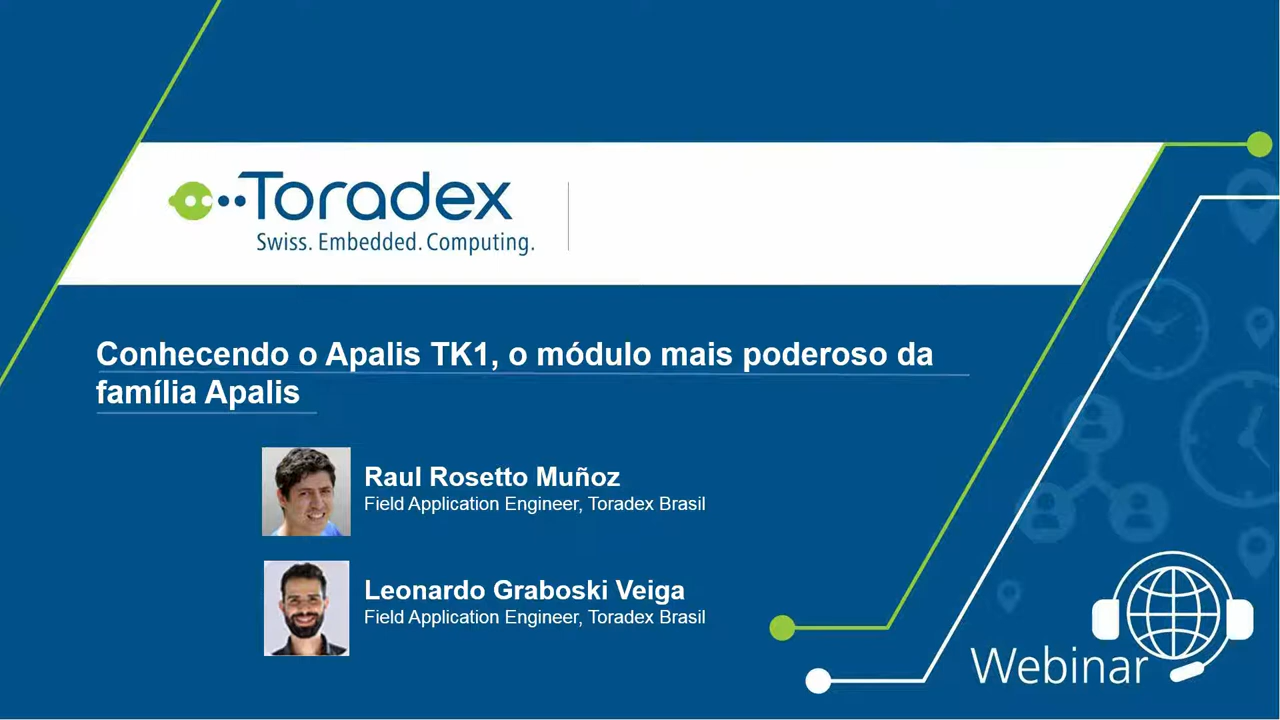 Toradex
Swiss. Embedded. Computing.
Conhecendo o Apalis TK1, o módulo mais poderoso da
família Apalis
Raul Rosetto Muñoz
Field Application Engineer, Toradex Brasil
Leonardo Graboski Veiga
Field Application Engineer, Toradex Brasil
Webinar